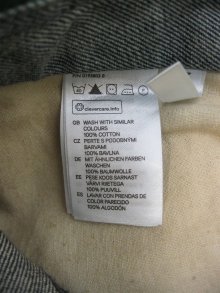 clevercare.info
GB WASH WITH SIMILAR
COLOURS
100% COTTON
CZ PERTE S PODOBNÝMI
BARVAMI
100% BAVLNA
DE MIT ÄHNLICHEN FARBEN
WASCHEN
100% BAUMWOLLE
EE PESE KOOS SARNAST
VÄRVI RIETEGA
100% PUUVILL
ES LAVAR CON PRENDAS DE
COLOR PARECIDO
100% ALGODÓN